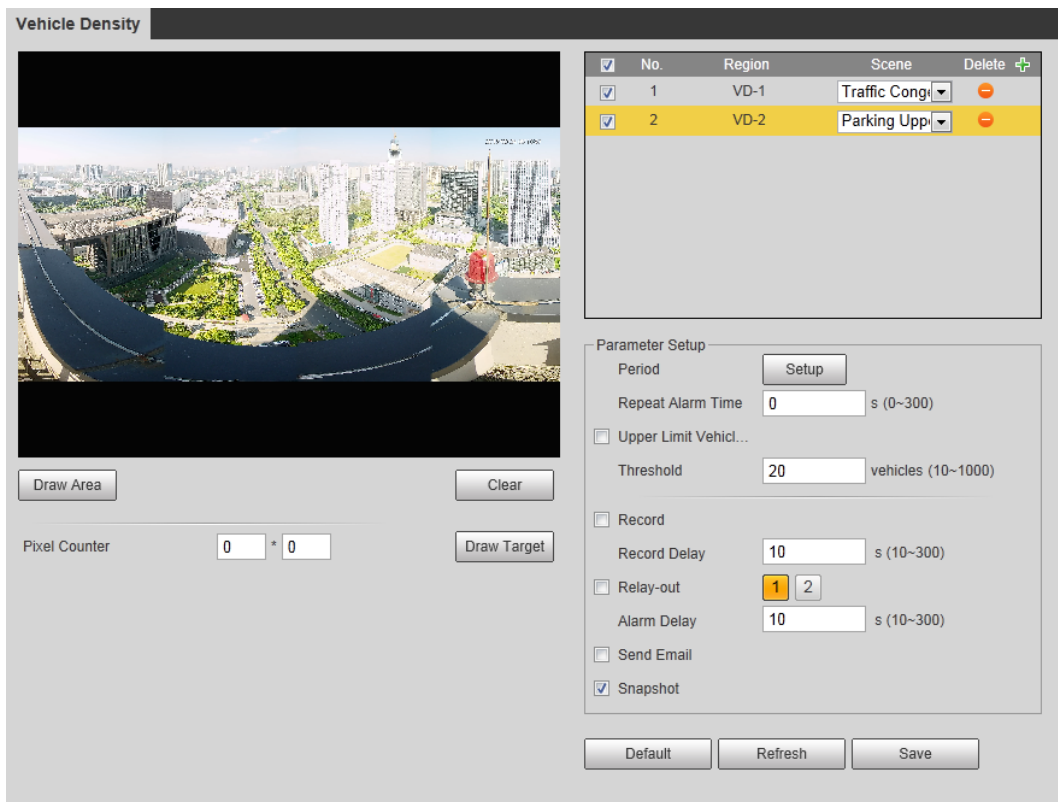 Vehicle Density
No. Region Scene Delete
1 VD-1 Traffic Cong
2 VD-2 Parking Upp
Draw Area Clear
Pixel Counter 0 * 0 Draw Target
Parameter Setup
Period Setup
Repeat Alarm Time 0 s (0~300)
Upper Limit Vehicl...
Threshold 20 vehicles (10~1000)
Record
Record Delay 10 s (10~300)
Relay-out 1 2
Alarm Delay 10 s (10~300)
Send Email
Snapshot
Default Refresh Save